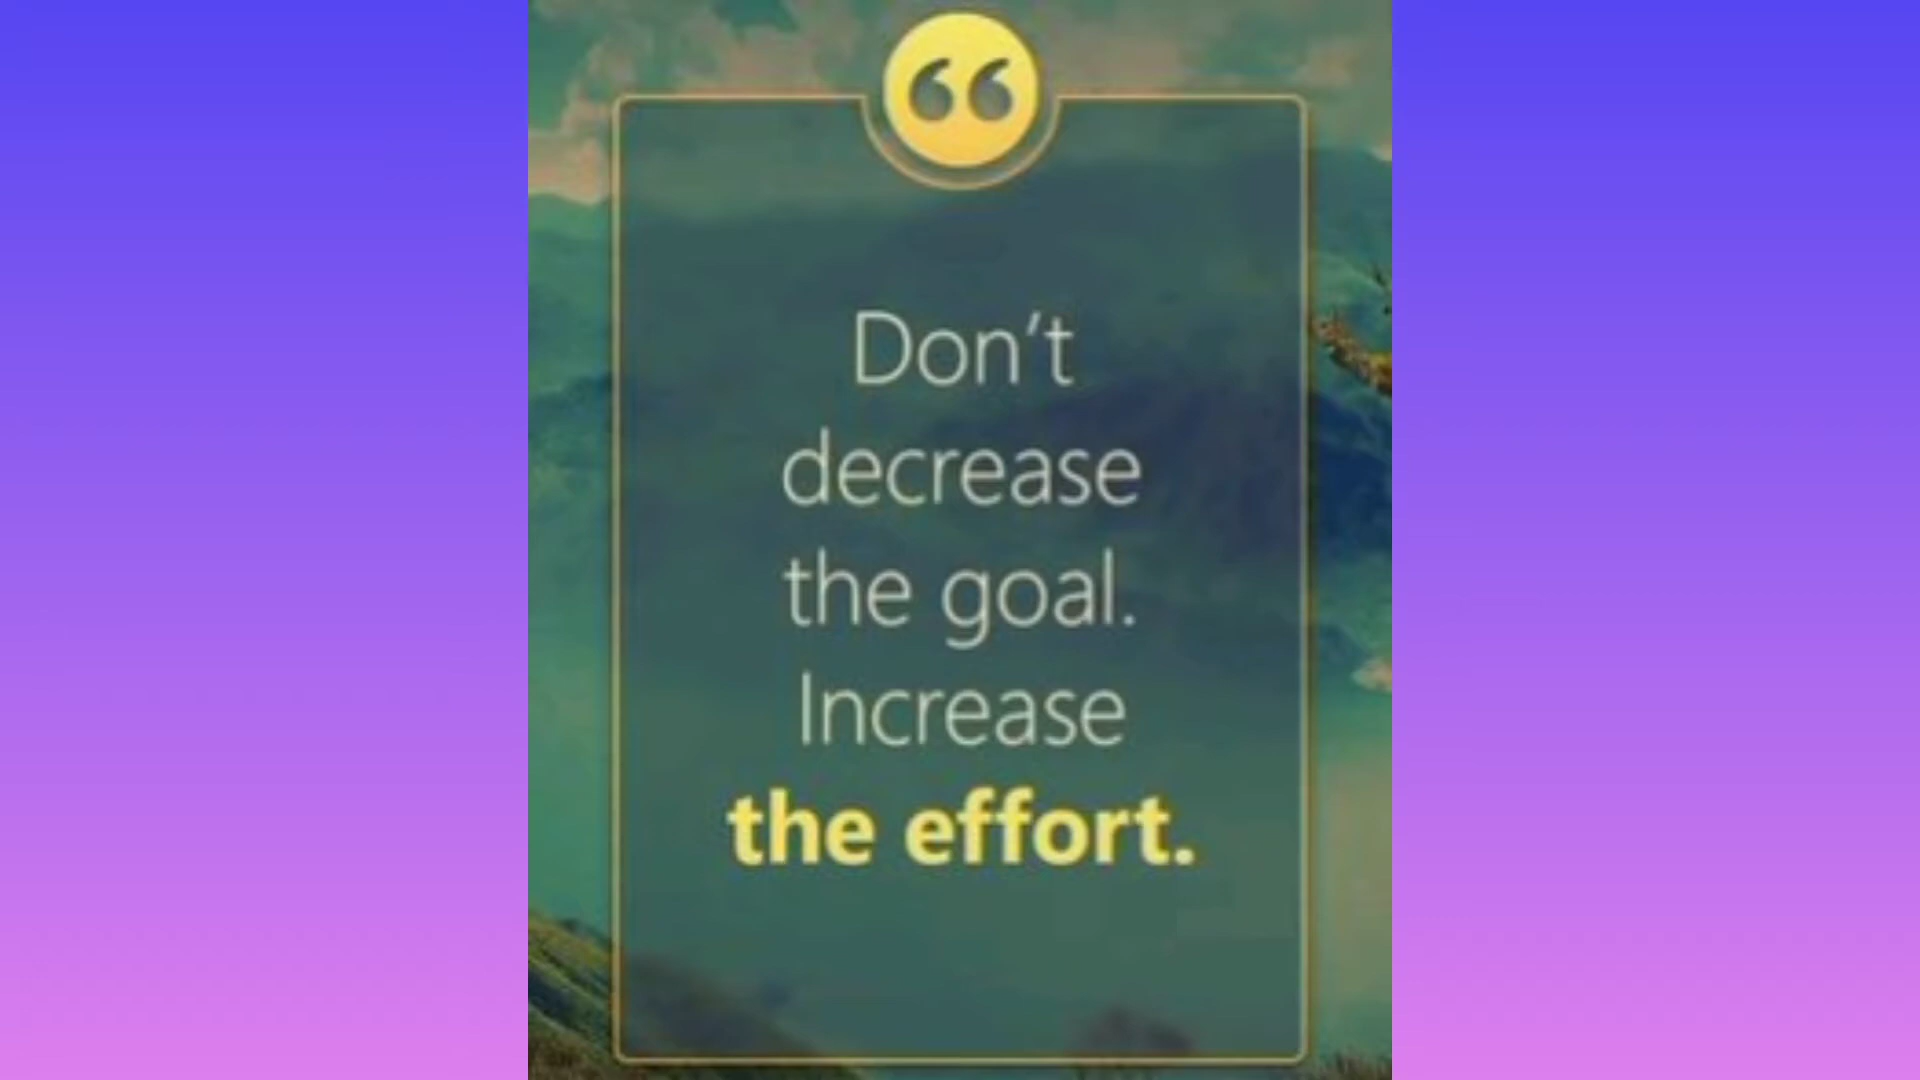 “
Don’t
decrease
the goal.
Increase
the effort.